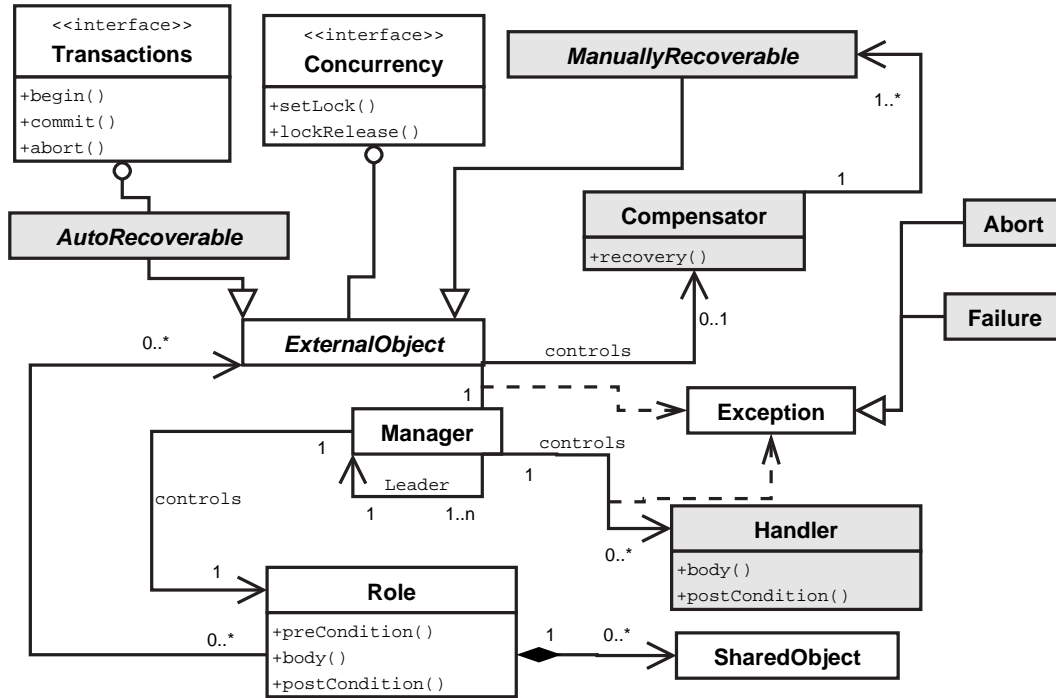 <<interface>>
Transactions
+begin()
+commit()
+abort()
<<interface>>
Concurrency
+setLock()
+lockRelease()
ManuallyRecoverable
1..*
1
AutoRecoverable
Compensator
+recovery()
Abort
Failure
0..1
0..*
ExternalObject
controls
1
Exception
Manager
1
controls
1
Leader
1
1..n
controls
0..*
Handler
+body()
+postCondition()
1
Role
+preCondition()
+body()
+postCondition()
0..*
1
0..*
SharedObject